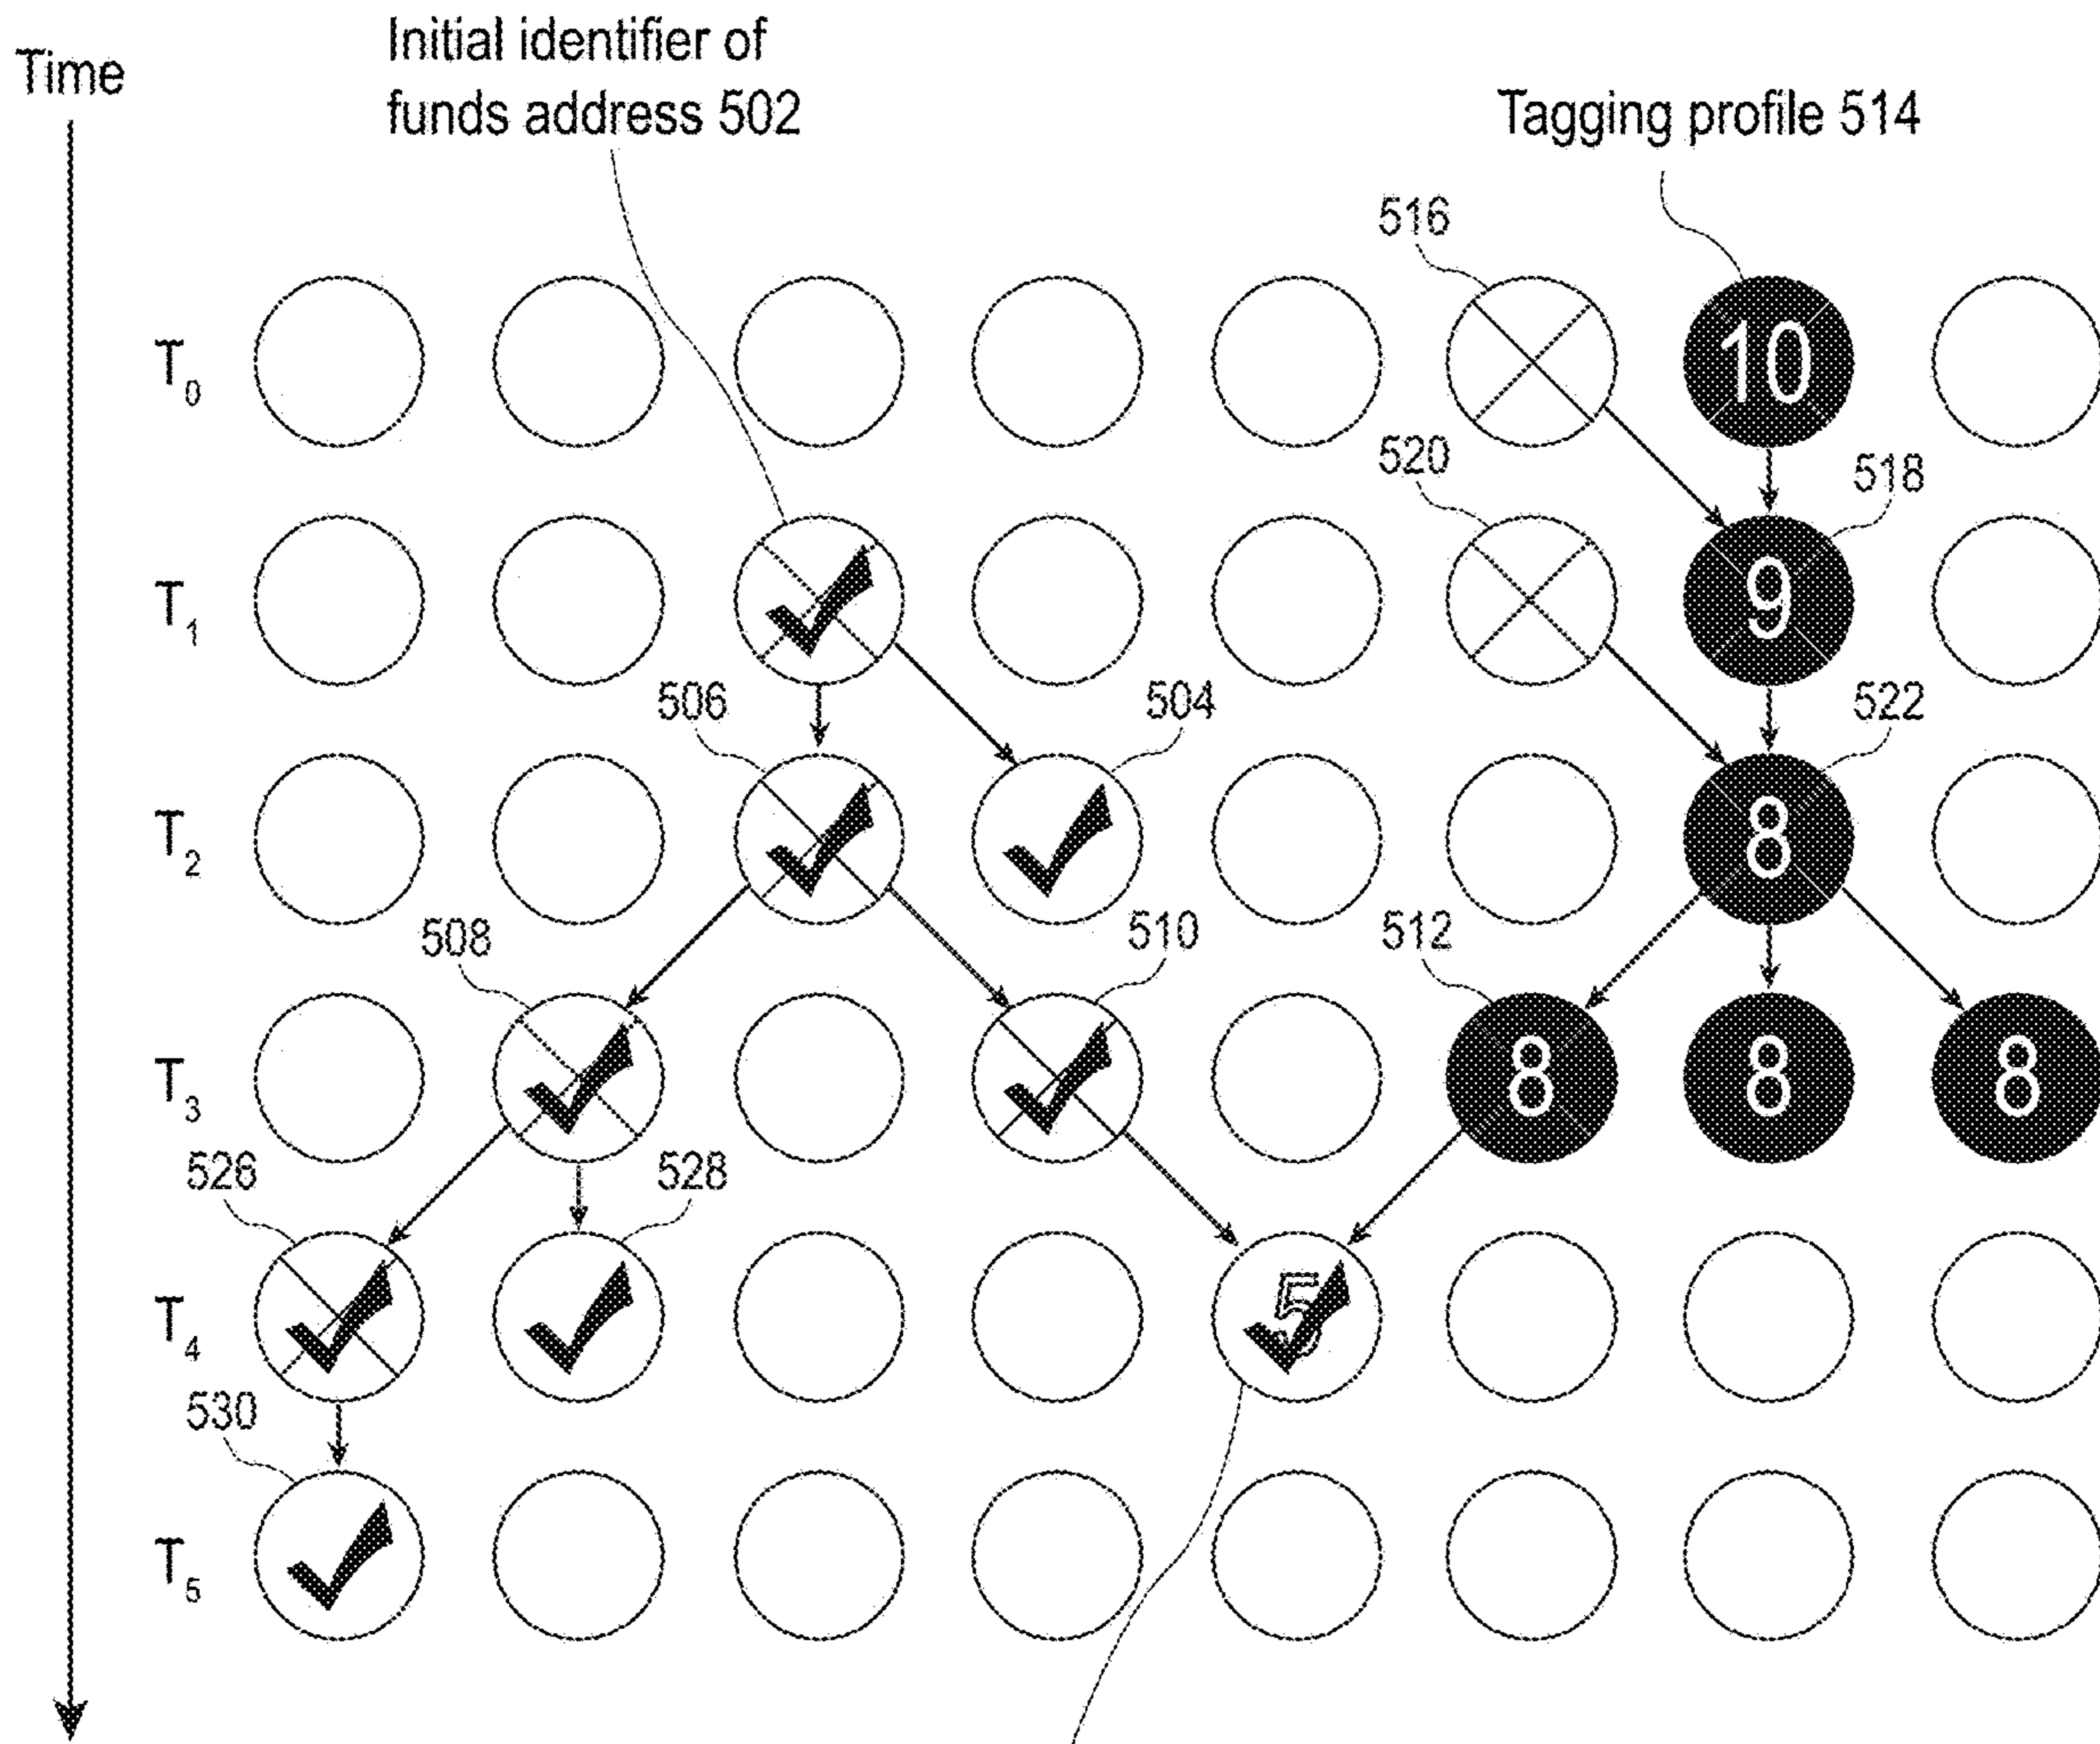 Time
Initial identifier of
funds address 502
Tagging profile 514
516
T0
10
520
518
T1
9
506
504
522
T2
8
508
510
512
T3
8
8
8
526
528
T4
5
530
T5